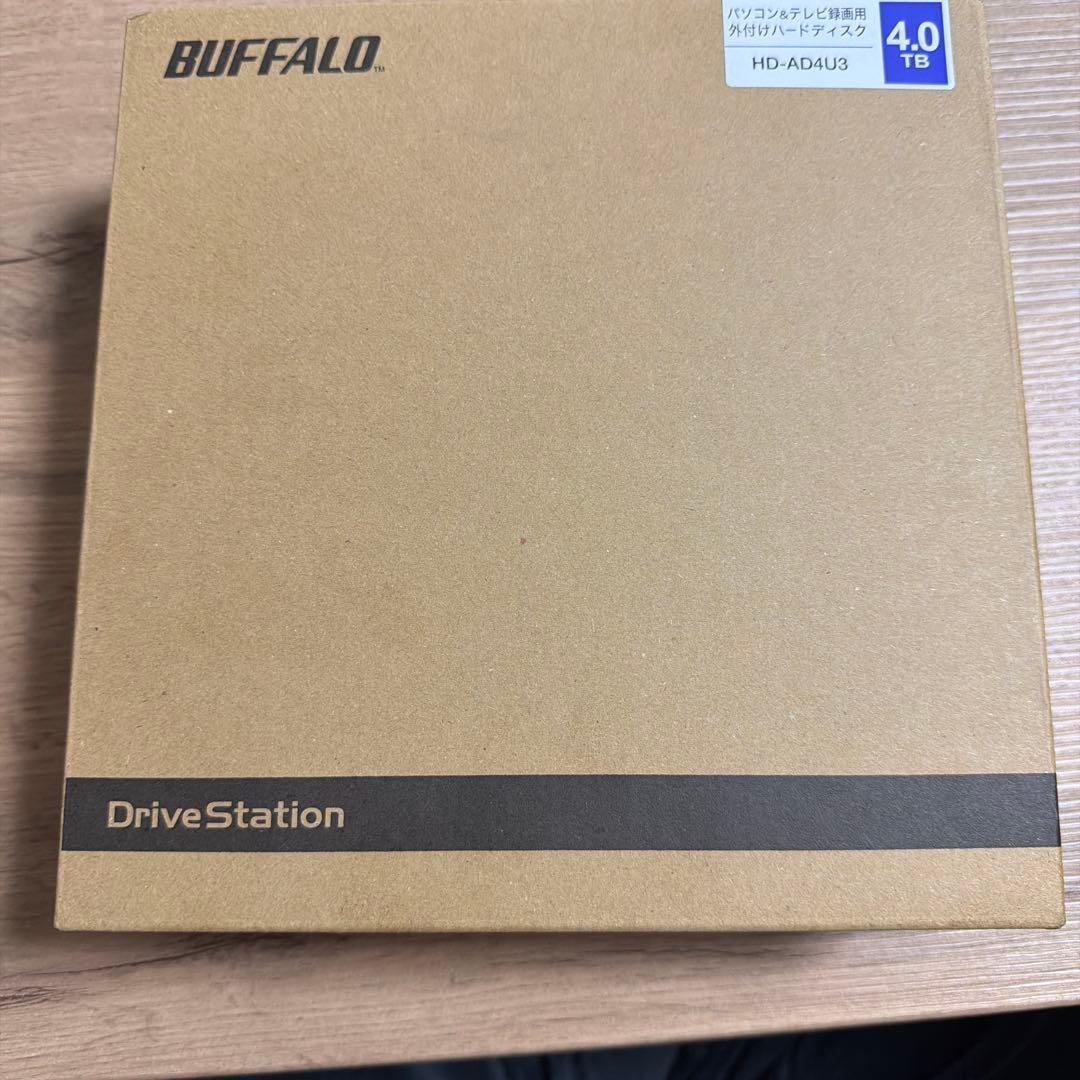 BUFFALO™
パソコン&テレビ録画用
外付けハードディスク
HD-AD4U3
4.0
TB
DriveStation